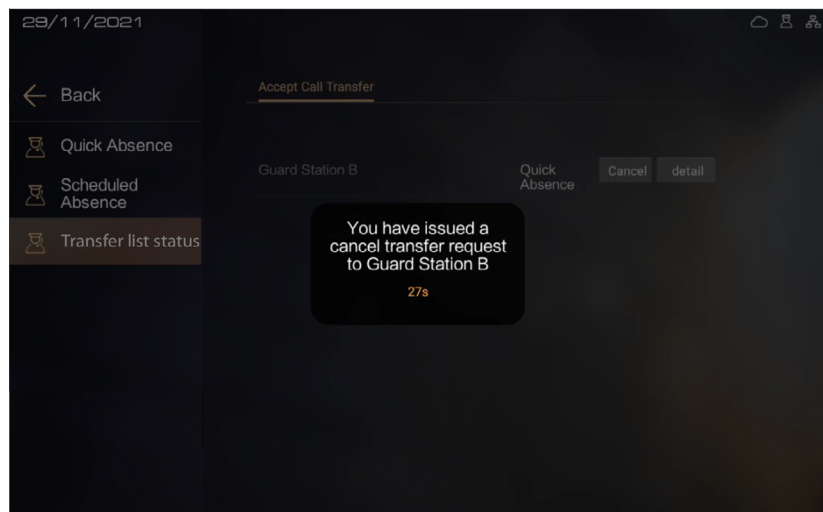 29/11/2021
Back
Accept Call Transfer
Quick Absence
Scheduled
Absence
Transfer list status
Guard Station B
Quick
Absence
Cancel
detail
You have issued a
cancel transfer request
to Guard Station B
27s